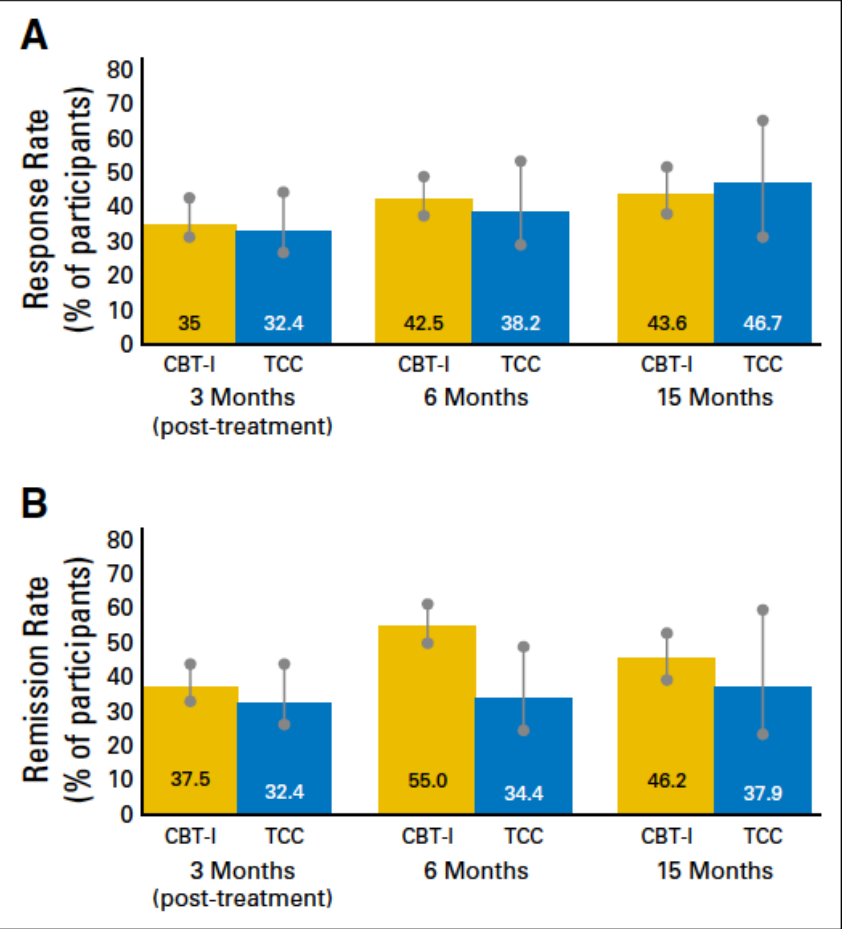 A
Response Rate
(% of participants)
80
70
60
50
40
30
20
10
0
35
32.4
42.5
38.2
43.6
46.7
CBT-I
TCC
CBT-I
TCC
CBT-I
TCC
3 Months
6 Months
15 Months
(post-treatment)
B
Remission Rate
(% of participants)
80
70
60
50
40
30
20
10
0
37.5
32.4
55.0
34.4
46.2
37.9
CBT-I
TCC
CBT-I
TCC
CBT-I
TCC
3 Months
6 Months
15 Months
(post-treatment)